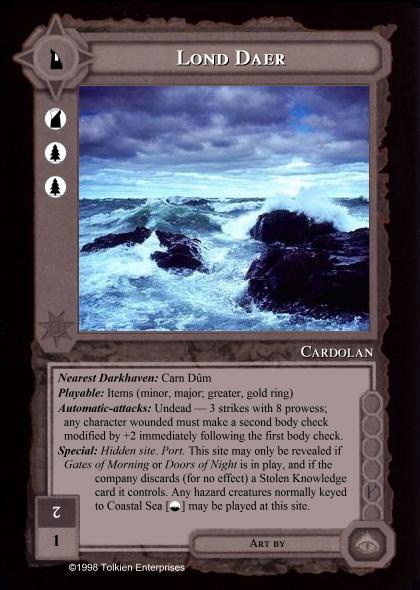 LOND DAER
CARDOLAN
Nearest Darkhaven: Carn Dûm
Playable: Items (minor, major; greater, gold ring)
Automatic-attacks: Undead — 3 strikes with 8 prowess;
any character wounded must make a second body check
modified by +2 immediately following the first body check.
Special: Hidden site. Port. This site may only be revealed if
Gates of Morning or Doors of Night is in play, and if the
company discards (for no effect) a Stolen Knowledge
card it controls. Any hazard creatures normally keyed
to Coastal Sea [ ] may be played at this site.
2
1
ART BY
©1998 Tolkien Enterprises